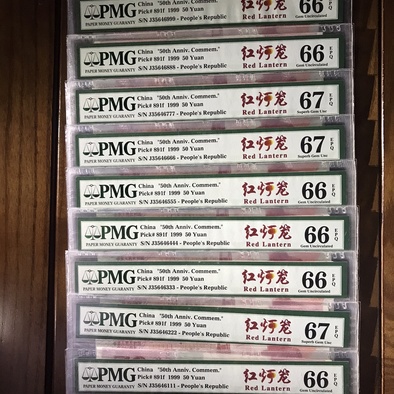 PMG China "50th Anniv. Commem." 红灯笼 66 EPQ
Pick# 891f 1999 50 Yuan Red Lantern
PAPER MONEY GUARANTY S/N J35646999 - People's Republic Gem Uncirculated
PMG China "50th Anniv. Commem." 红灯笼 66 EPQ
Pick# 891f 1999 50 Yuan Red Lantern
PAPER MONEY GUARANTY S/N J35646888 - People's Republic Gem Uncirculated
PMG China "50th Anniv. Commem." 红灯笼 67 EPQ
Pick# 891f 1999 50 Yuan Red Lantern
PAPER MONEY GUARANTY S/N J35646777 - People's Republic Superb Gem Unc
PMG China "50th Anniv. Commem." 红灯笼 67 EPQ
Pick# 891f 1999 50 Yuan Red Lantern
PAPER MONEY GUARANTY S/N J35646666 - People's Republic Superb Gem Unc
PMG China "50th Anniv. Commem." 红灯笼 66 EPQ
Pick# 891f 1999 50 Yuan Red Lantern
PAPER MONEY GUARANTY S/N J35646555 - People's Republic Gem Uncirculated
PMG China "50th Anniv. Commem." 红灯笼 66 EPQ
Pick# 891f 1999 50 Yuan Red Lantern
PAPER MONEY GUARANTY S/N J35646444 - People's Republic Gem Uncirculated
PMG China "50th Anniv. Commem." 红灯笼 66 EPQ
Pick# 891f 1999 50 Yuan Red Lantern
PAPER MONEY GUARANTY S/N J35646333 - People's Republic Gem Uncirculated
PMG China "50th Anniv. Commem." 红灯笼 67 EPQ
Pick# 891f 1999 50 Yuan Red Lantern
PAPER MONEY GUARANTY S/N J35646222 - People's Republic Superb Gem Unc
PMG China "50th Anniv. Commem." 红灯笼 66 EPQ
Pick# 891f 1999 50 Yuan Red Lantern
PAPER MONEY GUARANTY S/N J35646111 - People's Republic Gem Uncirculated